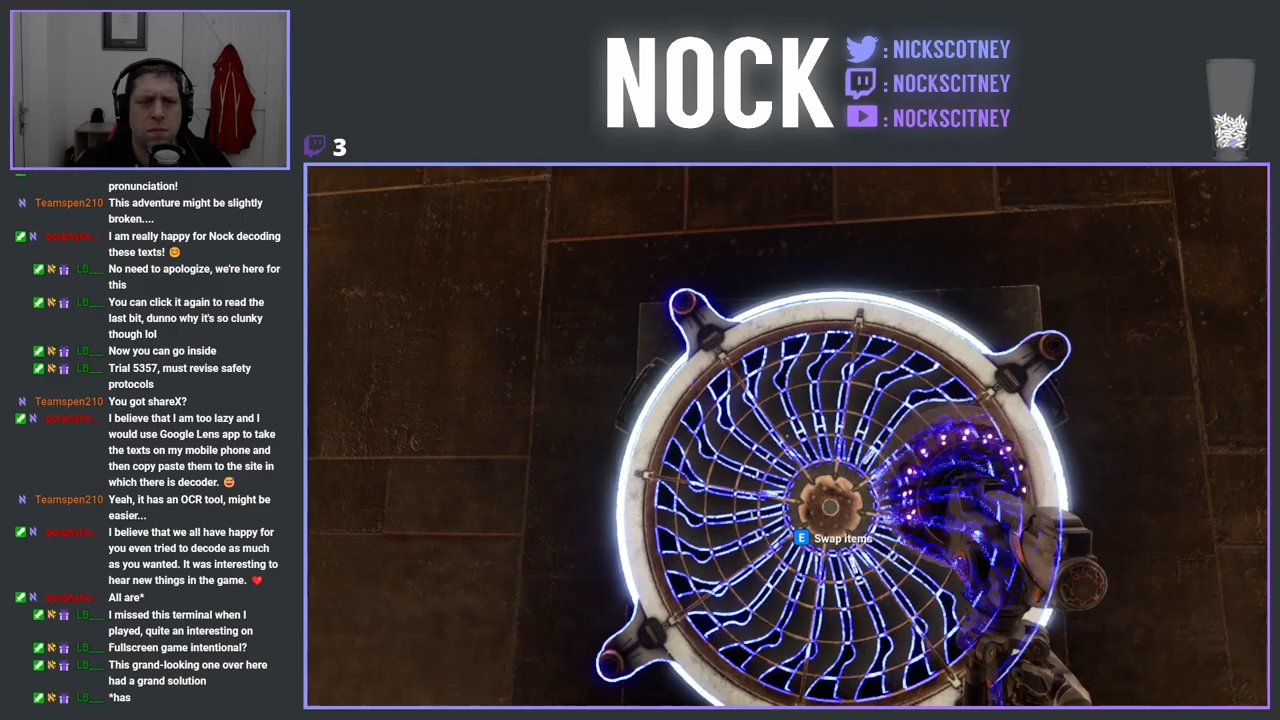 NOCK
: NICKSCOTNEY
: NOCKSCITNEY
: NOCKSCITNEY
3
pronunciation!
Teamspen210 This adventure might be slightly
broken....
I am really happy for Nock decoding
these texts! 😊
LB__ No need to apologize, we're here for
this
LB__ You can click it again to read the
last bit, dunno why it's so clunky
though lol
LB__ Now you can go inside
LB__ Trial 5357, must revise safety
protocols
Teamspen210 You got shareX?
I believe that I am too lazy and I
would use Google Lens app to take
the texts on my mobile phone and
then copy paste them to the site in
which there is decoder. 😅
Teamspen210 Yeah, it has an OCR tool, might be
easier...
I believe that we all have happy for
you even tried to decode as much
as you wanted. It was interesting to
hear new things in the game. ❤️
All are*
LB__ I missed this terminal when I
played, quite an interesting on
LB__ Fullscreen game intentional?
LB__ This grand-looking one over here
had a grand solution
LB__ *has
E Swap items